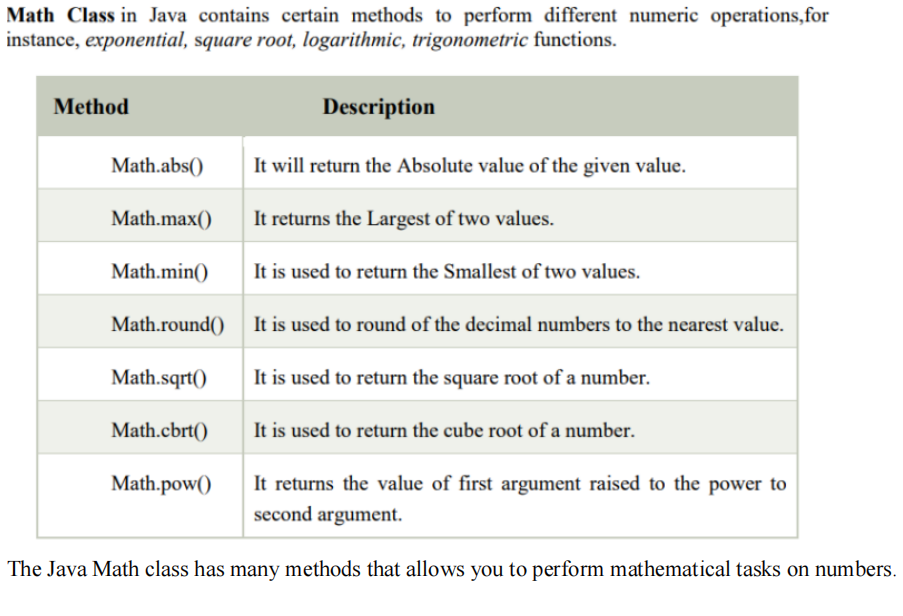 Math Class in Java contains certain methods to perform different numeric operations,for
instance, exponential, square root, logarithmic, trigonometric functions.
Method Description
Math.abs() It will return the Absolute value of the given value.
Math.max() It returns the Largest of two values.
Math.min() It is used to return the Smallest of two values.
Math.round() It is used to round of the decimal numbers to the nearest value.
Math.sqrt() It is used to return the square root of a number.
Math.cbrt() It is used to return the cube root of a number.
Math.pow() It returns the value of first argument raised to the power to
second argument.
The Java Math class has many methods that allows you to perform mathematical tasks on numbers.